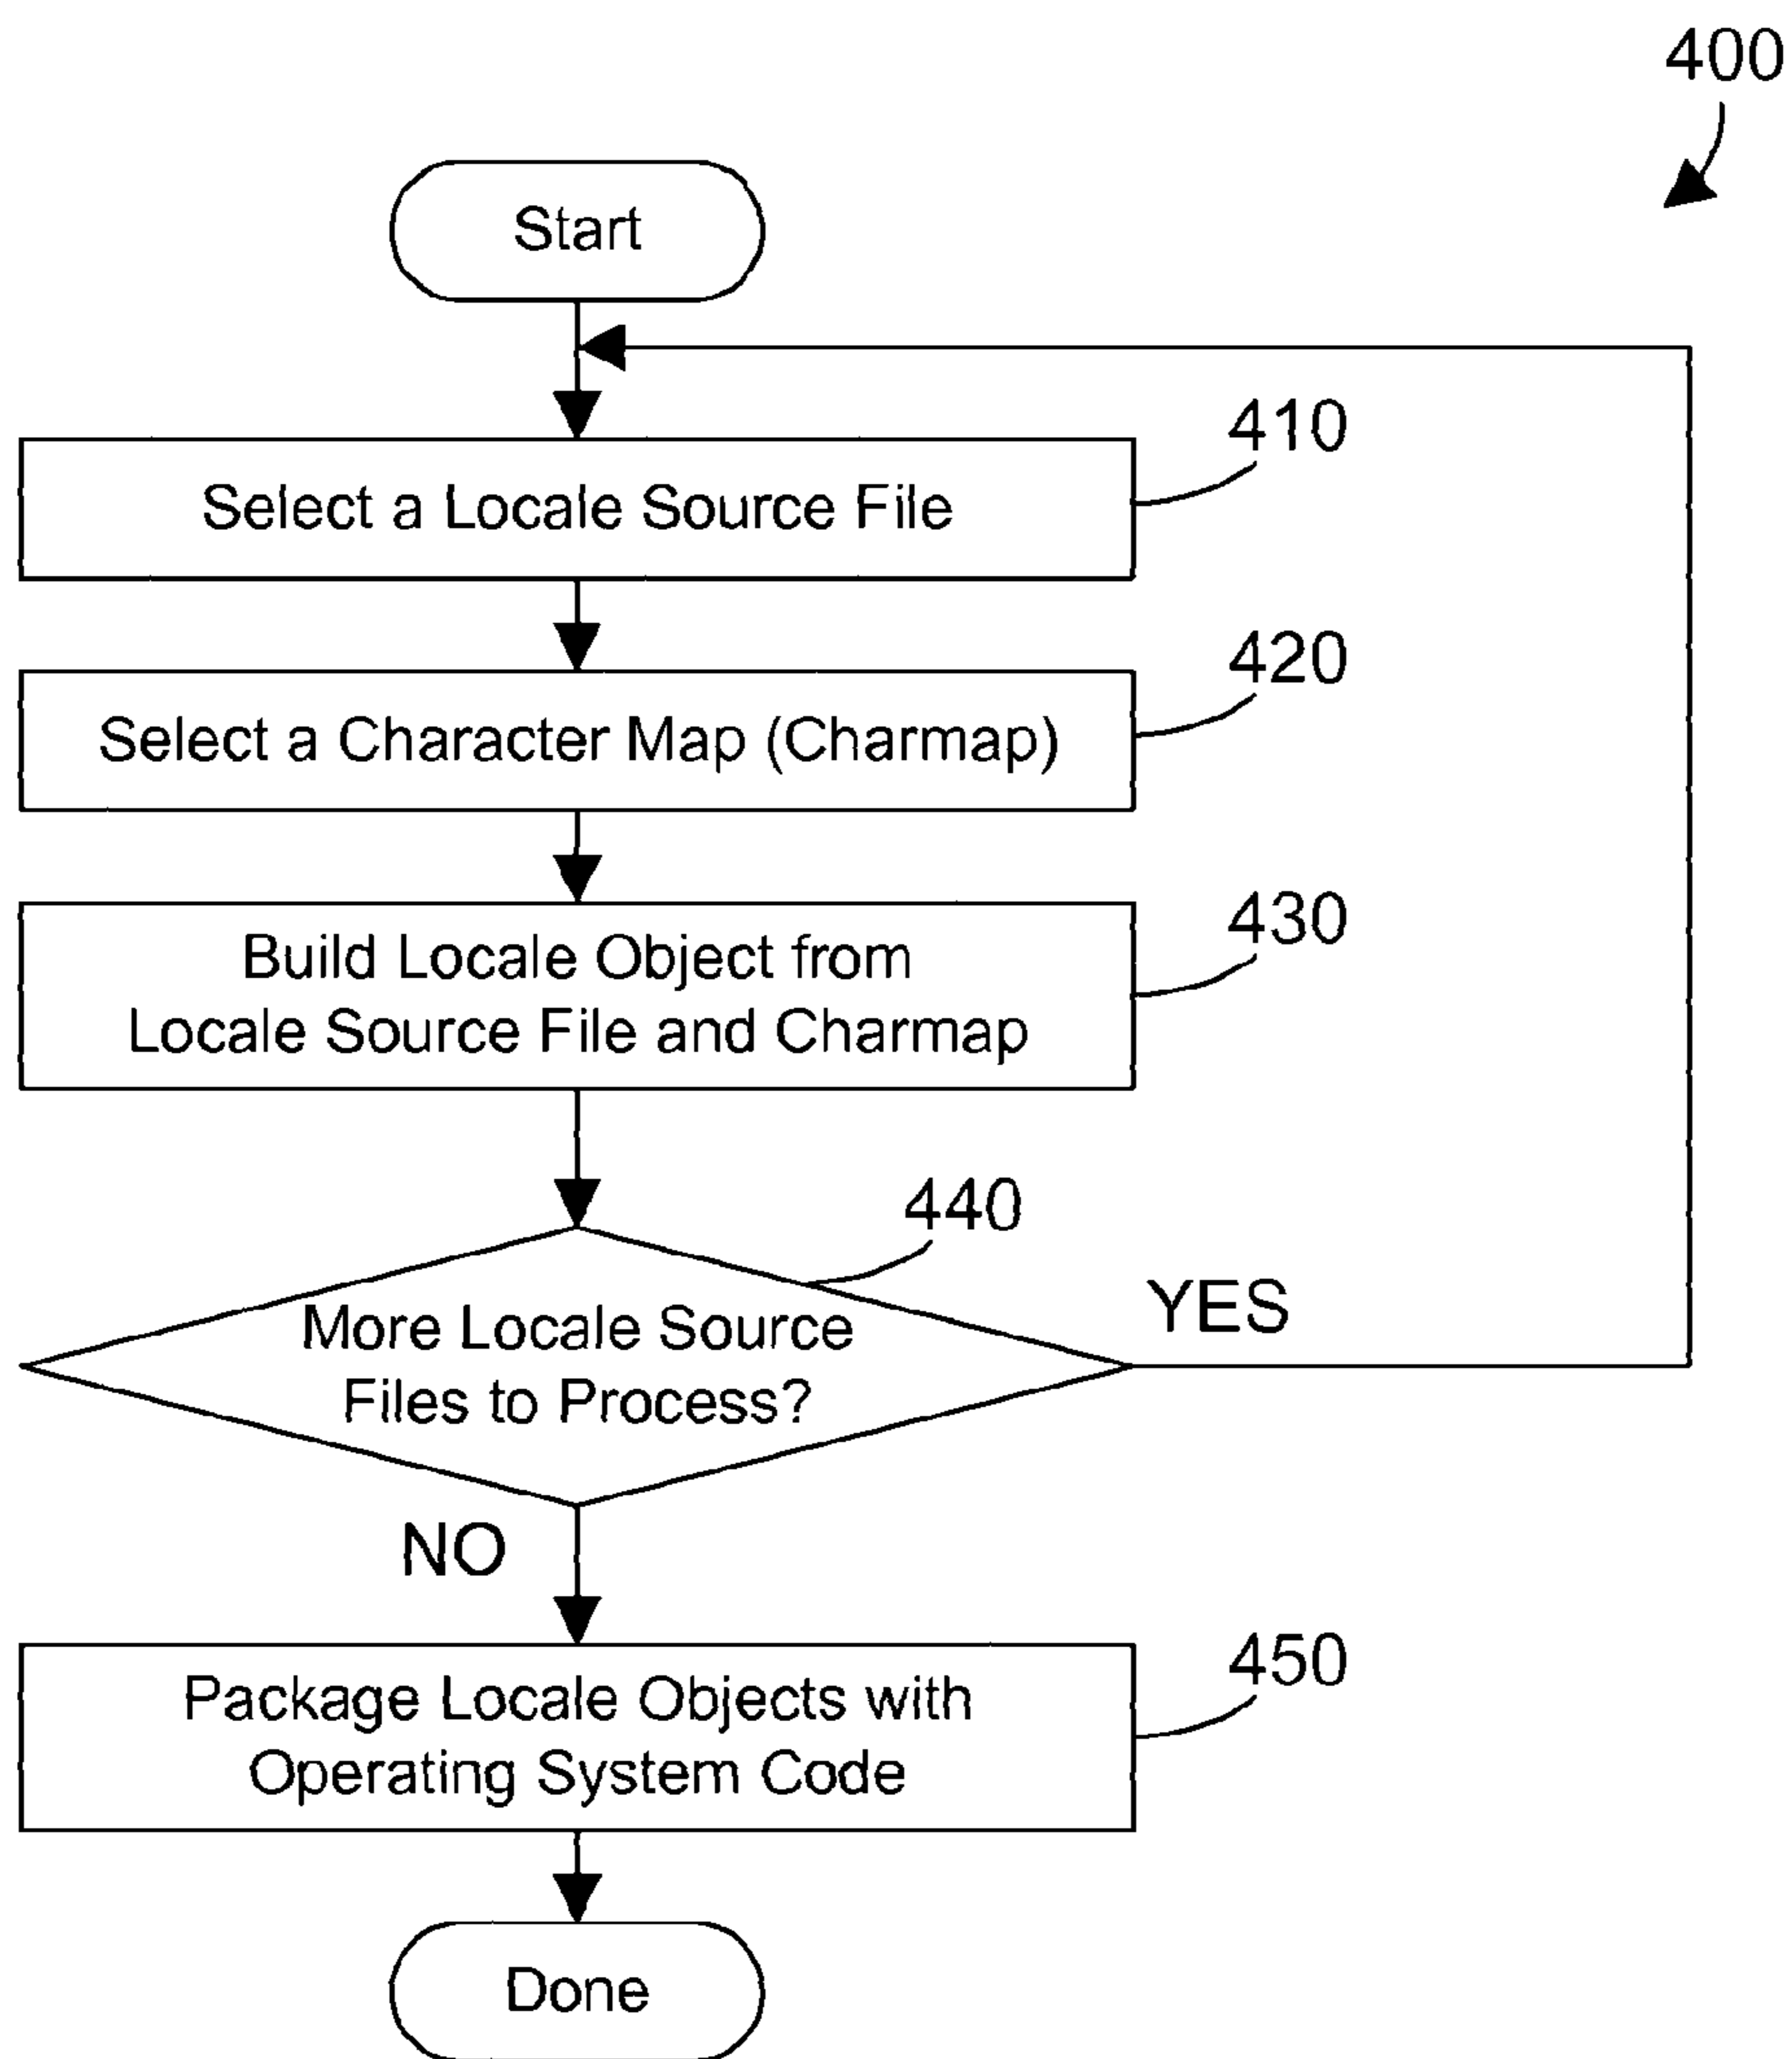 400
Start
410
Select a Locale Source File
420
Select a Character Map (Charmap)
430
Build Locale Object from
Locale Source File and Charmap
440
More Locale Source
Files to Process?
YES
NO
450
Package Locale Objects with
Operating System Code
Done